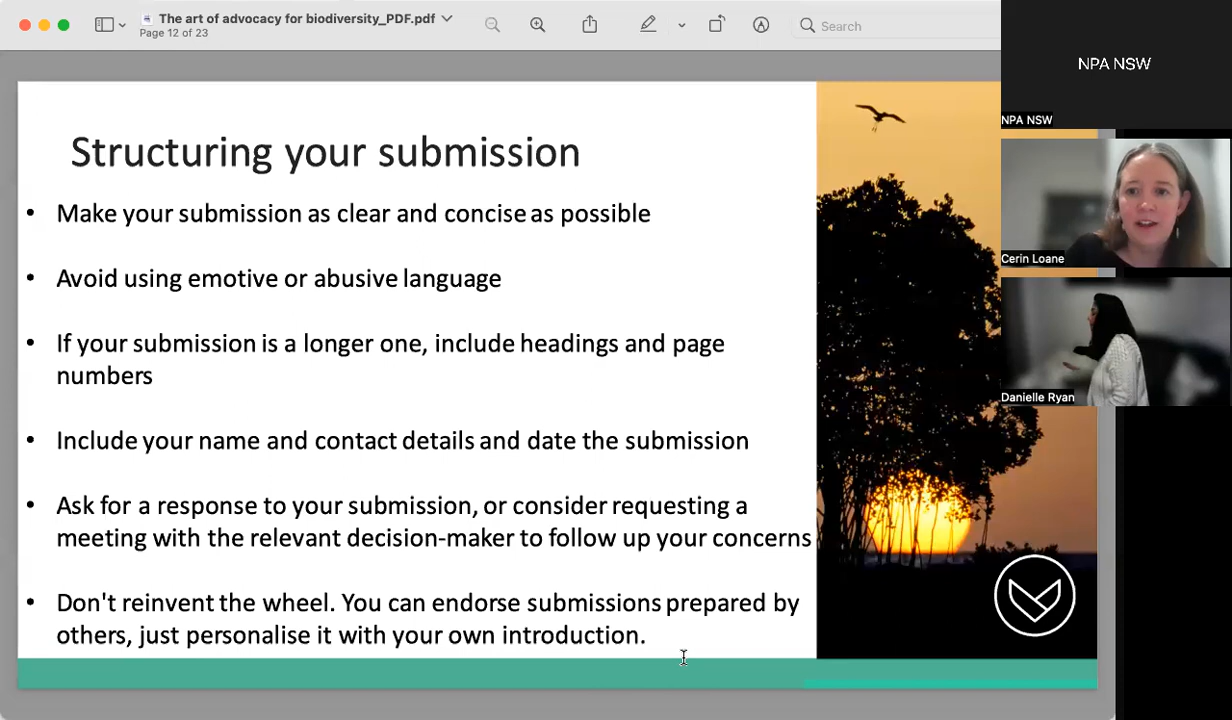 The art of advocacy for biodiversity_PDF.pdf
Page 12 of 23
Search
NPA NSW
NPA NSW
Structuring your submission
• Make your submission as clear and concise as possible
Cerin Loane
• Avoid using emotive or abusive language
• If your submission is a longer one, include headings and page
numbers
Danielle Ryan
• Include your name and contact details and date the submission
• Ask for a response to your submission, or consider requesting a
meeting with the relevant decision-maker to follow up your concerns
• Don't reinvent the wheel. You can endorse submissions prepared by
others, just personalise it with your own introduction.